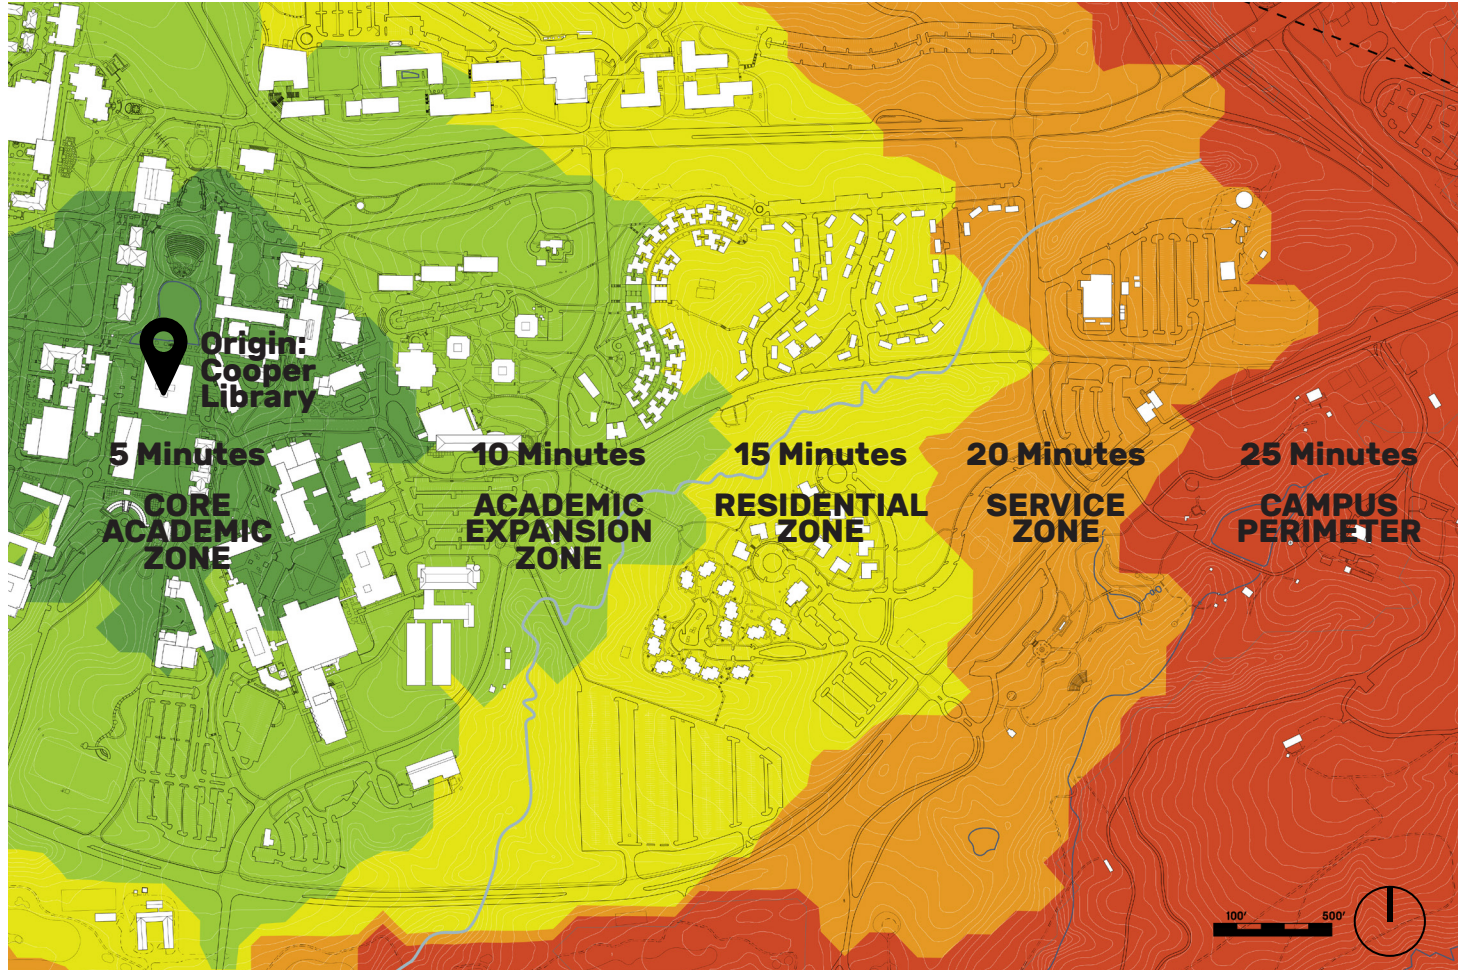 Origin:
Cooper
Library
5 Minutes
10 Minutes
15 Minutes
20 Minutes
25 Minutes
CORE
ACADEMIC
ZONE
ACADEMIC
EXPANSION
ZONE
RESIDENTIAL
ZONE
SERVICE
ZONE
CAMPUS
PERIMETER
100'
500'